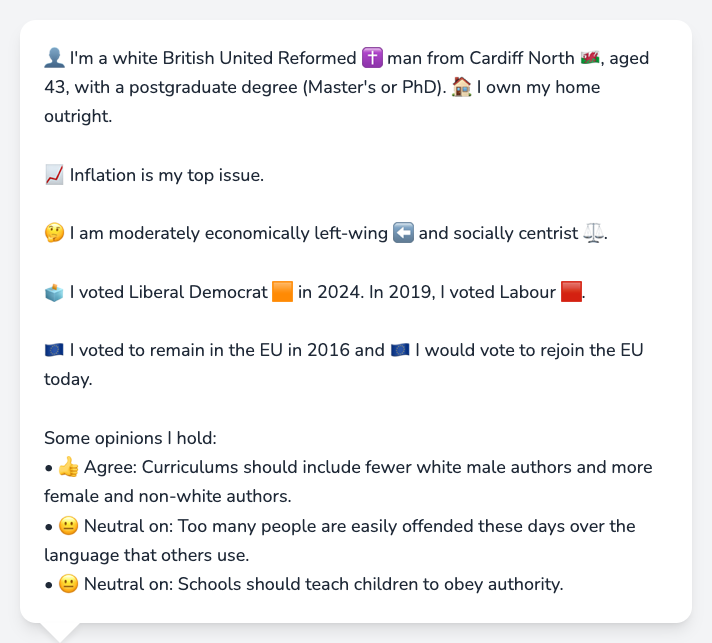 👤 I'm a white British United Reformed ✝️ man from Cardiff North 🏴󠁧󠁢󠁷󠁬󠁳󠁿, aged
43, with a postgraduate degree (Master's or PhD). 🏠 I own my home
outright.
📈 Inflation is my top issue.
🤔 I am moderately economically left-wing ⬅️ and socially centrist ⚖️.
🗳️ I voted Liberal Democrat 🟧 in 2024. In 2019, I voted Labour 🟥.
🇪🇺 I voted to remain in the EU in 2016 and 🇪🇺 I would vote to rejoin the EU
today.
Some opinions I hold:
• 👍 Agree: Curriculums should include fewer white male authors and more
female and non-white authors.
• 😐 Neutral on: Too many people are easily offended these days over the
language that others use.
• 😐 Neutral on: Schools should teach children to obey authority.